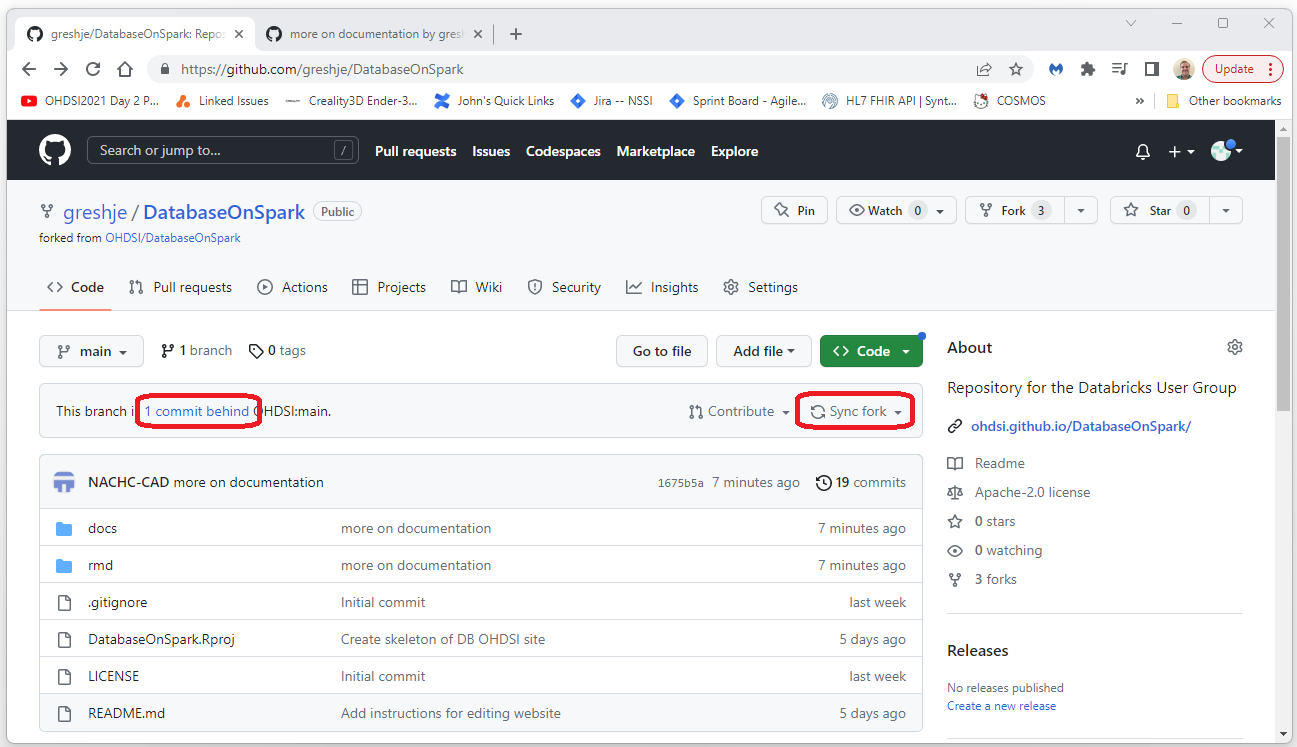 greshje/DatabaseOnSpark: Repos
more on documentation by gresh
https://github.com/greshje/DatabaseOnSpark
Update
OHDSI2021 Day 2 P...
Linked Issues
Creality3D Ender-3...
John's Quick Links
Jira -- NSSI
Sprint Board - Agile...
HL7 FHIR API | Synt...
COSMOS
»
Other bookmarks
Search or jump to...
/
Pull requests
Issues
Codespaces
Marketplace
Explore
greshje / DatabaseOnSpark
Public
Pin
Watch 0
Fork 3
Star 0
forked from OHDSI/DatabaseOnSpark
Code
Pull requests
Actions
Projects
Wiki
Security
Insights
Settings
main
1 branch
0 tags
Go to file
Add file
Code
This branch i 1 commit behind OHDSI:main.
Contribute
Sync fork
NACHC-CAD more on documentation
1675b5a 7 minutes ago
19 commits
docs more on documentation 7 minutes ago
rmd more on documentation 7 minutes ago
.gitignore Initial commit last week
DatabaseOnSpark.Rproj Create skeleton of DB OHDSI site 5 days ago
LICENSE Initial commit last week
README.md Add instructions for editing website 5 days ago
About
Repository for the Databricks User Group
ohdsi.github.io/DatabaseOnSpark/
Readme
Apache-2.0 license
0 stars
0 watching
3 forks
Releases
No releases published
Create a new release